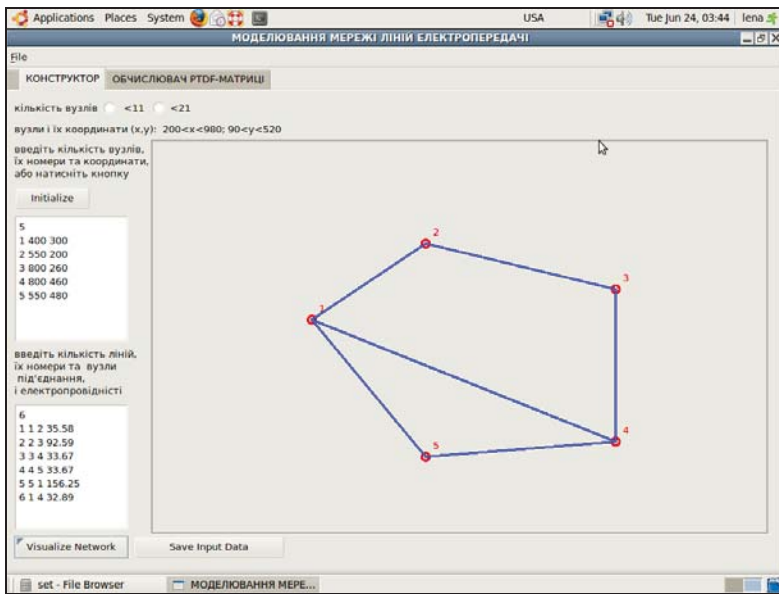 Applications Places System USA Tue Jun 24, 03:44 lena
МОДЕЛЮВАННЯ МЕРЕЖІ ЛІНІЙ ЕЛЕКТРОПЕРЕДАЧІ
File
КОНСТРУКТОР ОБЧИСЛЮВАЧ PTDF-МАТРИЦІ
кількість вузлів <11 <21
вузли і їх координати (x,y): 200<x<980; 90<y<520
введіть кількість вузлів,
їх номери та координати,
або натисніть кнопку
Initialize
5
1 400 300
2 550 200
3 800 260
4 800 460
5 550 480
введіть кількість ліній,
їх номери та вузли
під'єднання,
і електропровідністі
6
1 1 2 35.58
2 2 3 92.59
3 3 4 33.67
4 4 5 33.67
5 5 1 156.25
6 1 4 32.89
2
3
1
4
5
Visualize Network Save Input Data
set - File Browser МОДЕЛЮВАННЯ МЕРЕ...